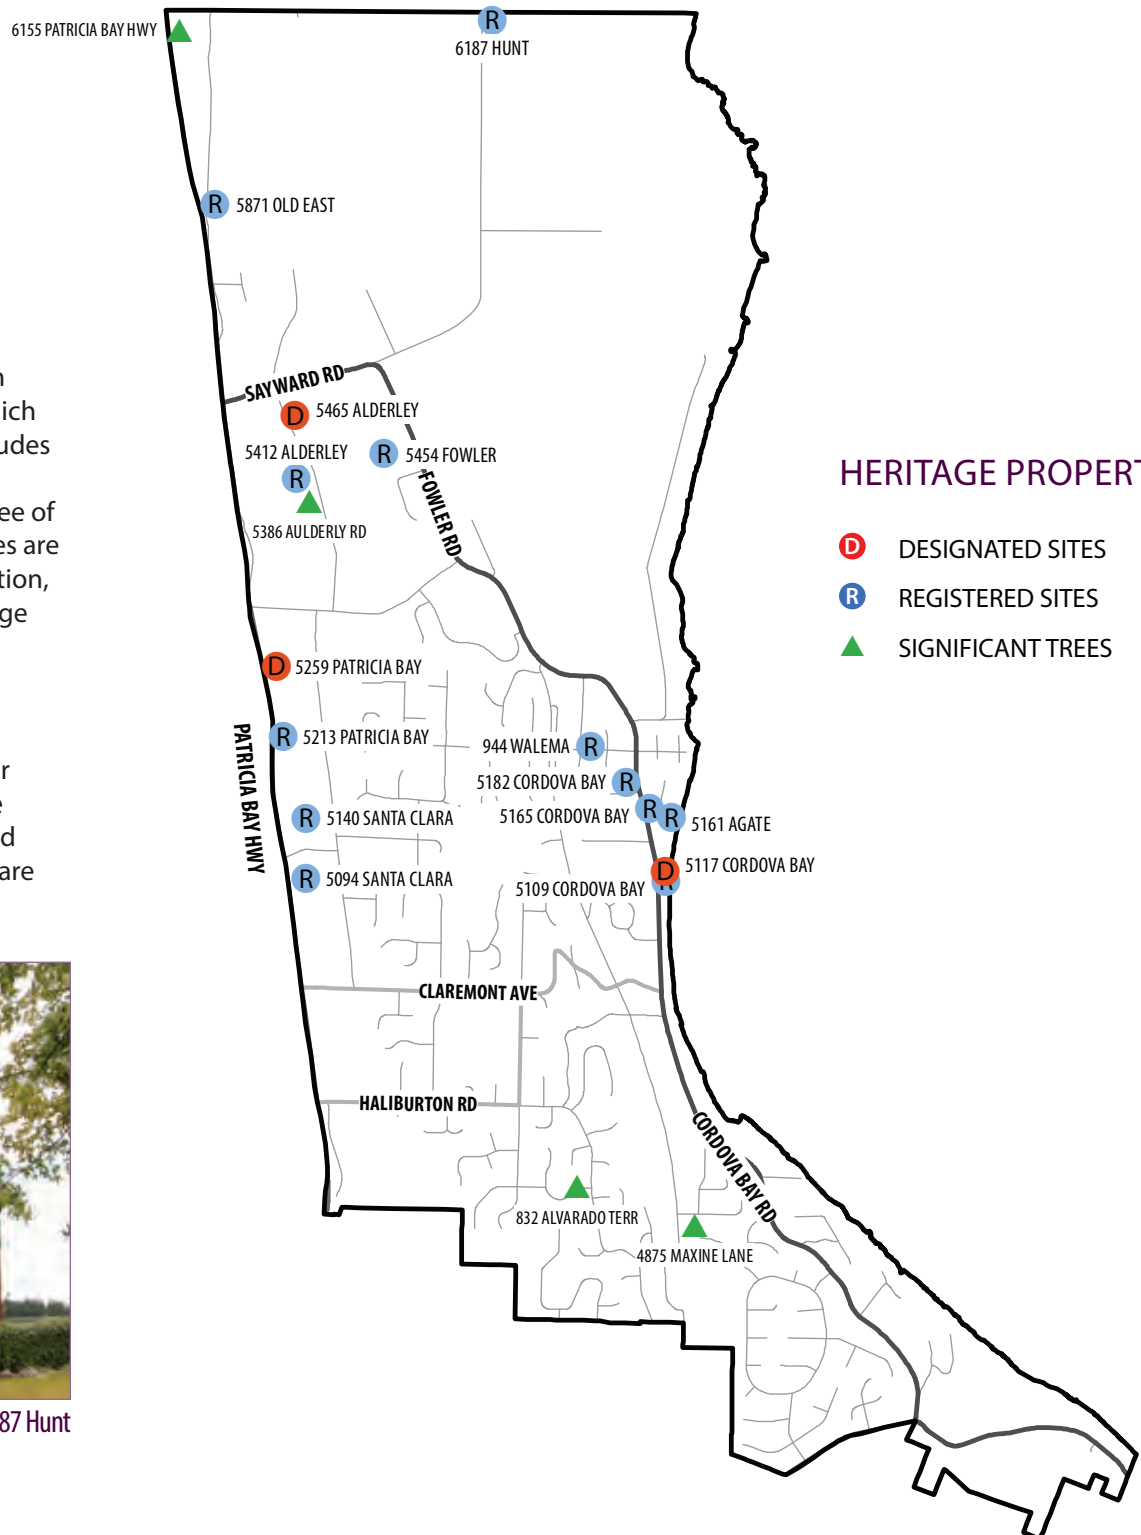 6155 PATRICIA BAY HWY
R
6187 HUNT
R 5871 OLD EAST
SAYWARD RD
D 5465 ALDERLEY
5412 ALDERLEY
R
R 5454 FOWLER
FOWLER RD
5386 AULDERLY RD
D 5259 PATRICIA BAY
R 5213 PATRICIA BAY
PATRICIA BAY HWY
944 WALEMA R
5182 CORDOVA BAY R
5165 CORDOVA BAY R
R 5161 AGATE
R 5140 SANTA CLARA
D 5117 CORDOVA BAY
5109 CORDOVA BAY R
R 5094 SANTA CLARA
CLAREMONT AVE
HALIBURTON RD
CORDOVA BAY RD
832 ALVARADO TERR
4875 MAXINE LANE
HERITAGE PROPERT
D DESIGNATED SITES
R REGISTERED SITES
SIGNIFICANT TREES
n
ich
udes
ee of
es are
tion,
ge
r
e
d
are
87 Hunt